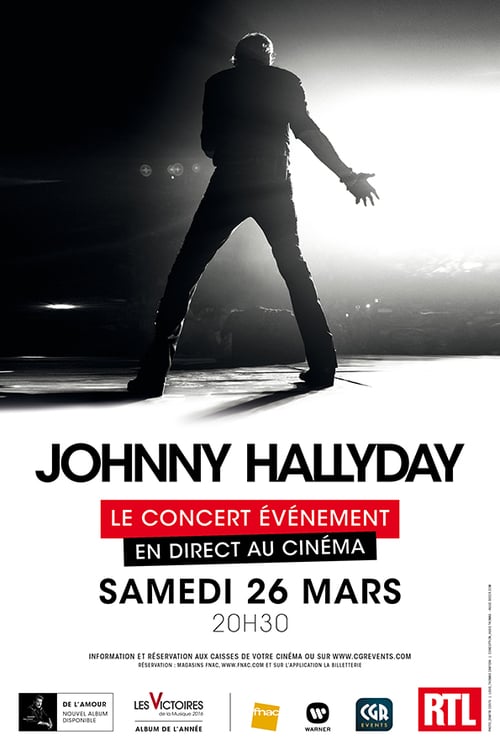 JOHNNY HALLYDAY
LE CONCERT ÉVÉNEMENT
EN DIRECT AU CINÉMA
SAMEDI 26 MARS
20H30
INFORMATION ET RÉSERVATION AUX CAISSES DE VOTRE CINÉMA OU SUR WWW.CGREVENTS.COM
RÉSERVATION : MAGASINS FNAC, WWW.FNAC.COM ET SUR L'APPLICATION LA BILLETTERIE
DE L'AMOUR
NOUVEL ALBUM
DISPONIBLE
LES VICTOIRES
de la Musique 2016
ALBUM DE L'ANNÉE
fnac
WARNER
CGR
EVENTS
RTL